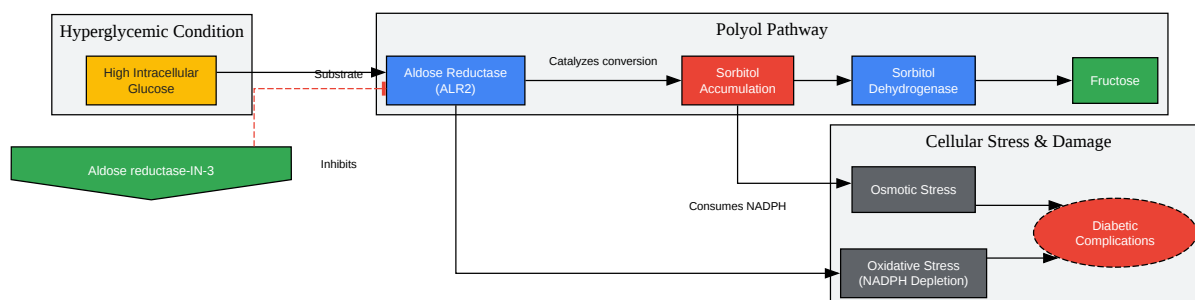 Hyperglycemic Condition
Polyol Pathway
High Intracellular
Glucose
Substrate
Aldose Reductase
(ALR2)
Catalyzes conversion
Sorbitol
Accumulation
Sorbitol
Dehydrogenase
Fructose
Aldose reductase-IN-3
Inhibits
Cellular Stress & Damage
Osmotic Stress
Consumes NADPH
Diabetic
Complications
Oxidative Stress
(NADPH Depletion)